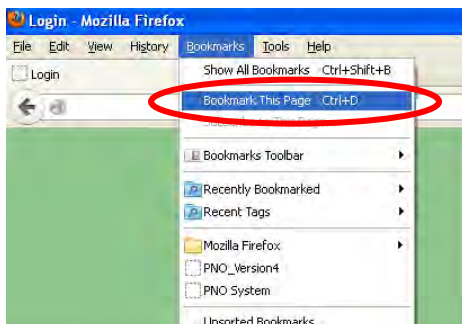 Login - Mozilla Firefox
File Edit View History Bookmarks Tools Help
Login
Show All Bookmarks Ctrl+Shift+B
Bookmark This Page Ctrl+D
Bookmarks Toolbar
Recently Bookmarked
Recent Tags
Mozilla Firefox
PNO_Version4
PNO System
Unsorted Bookmarks